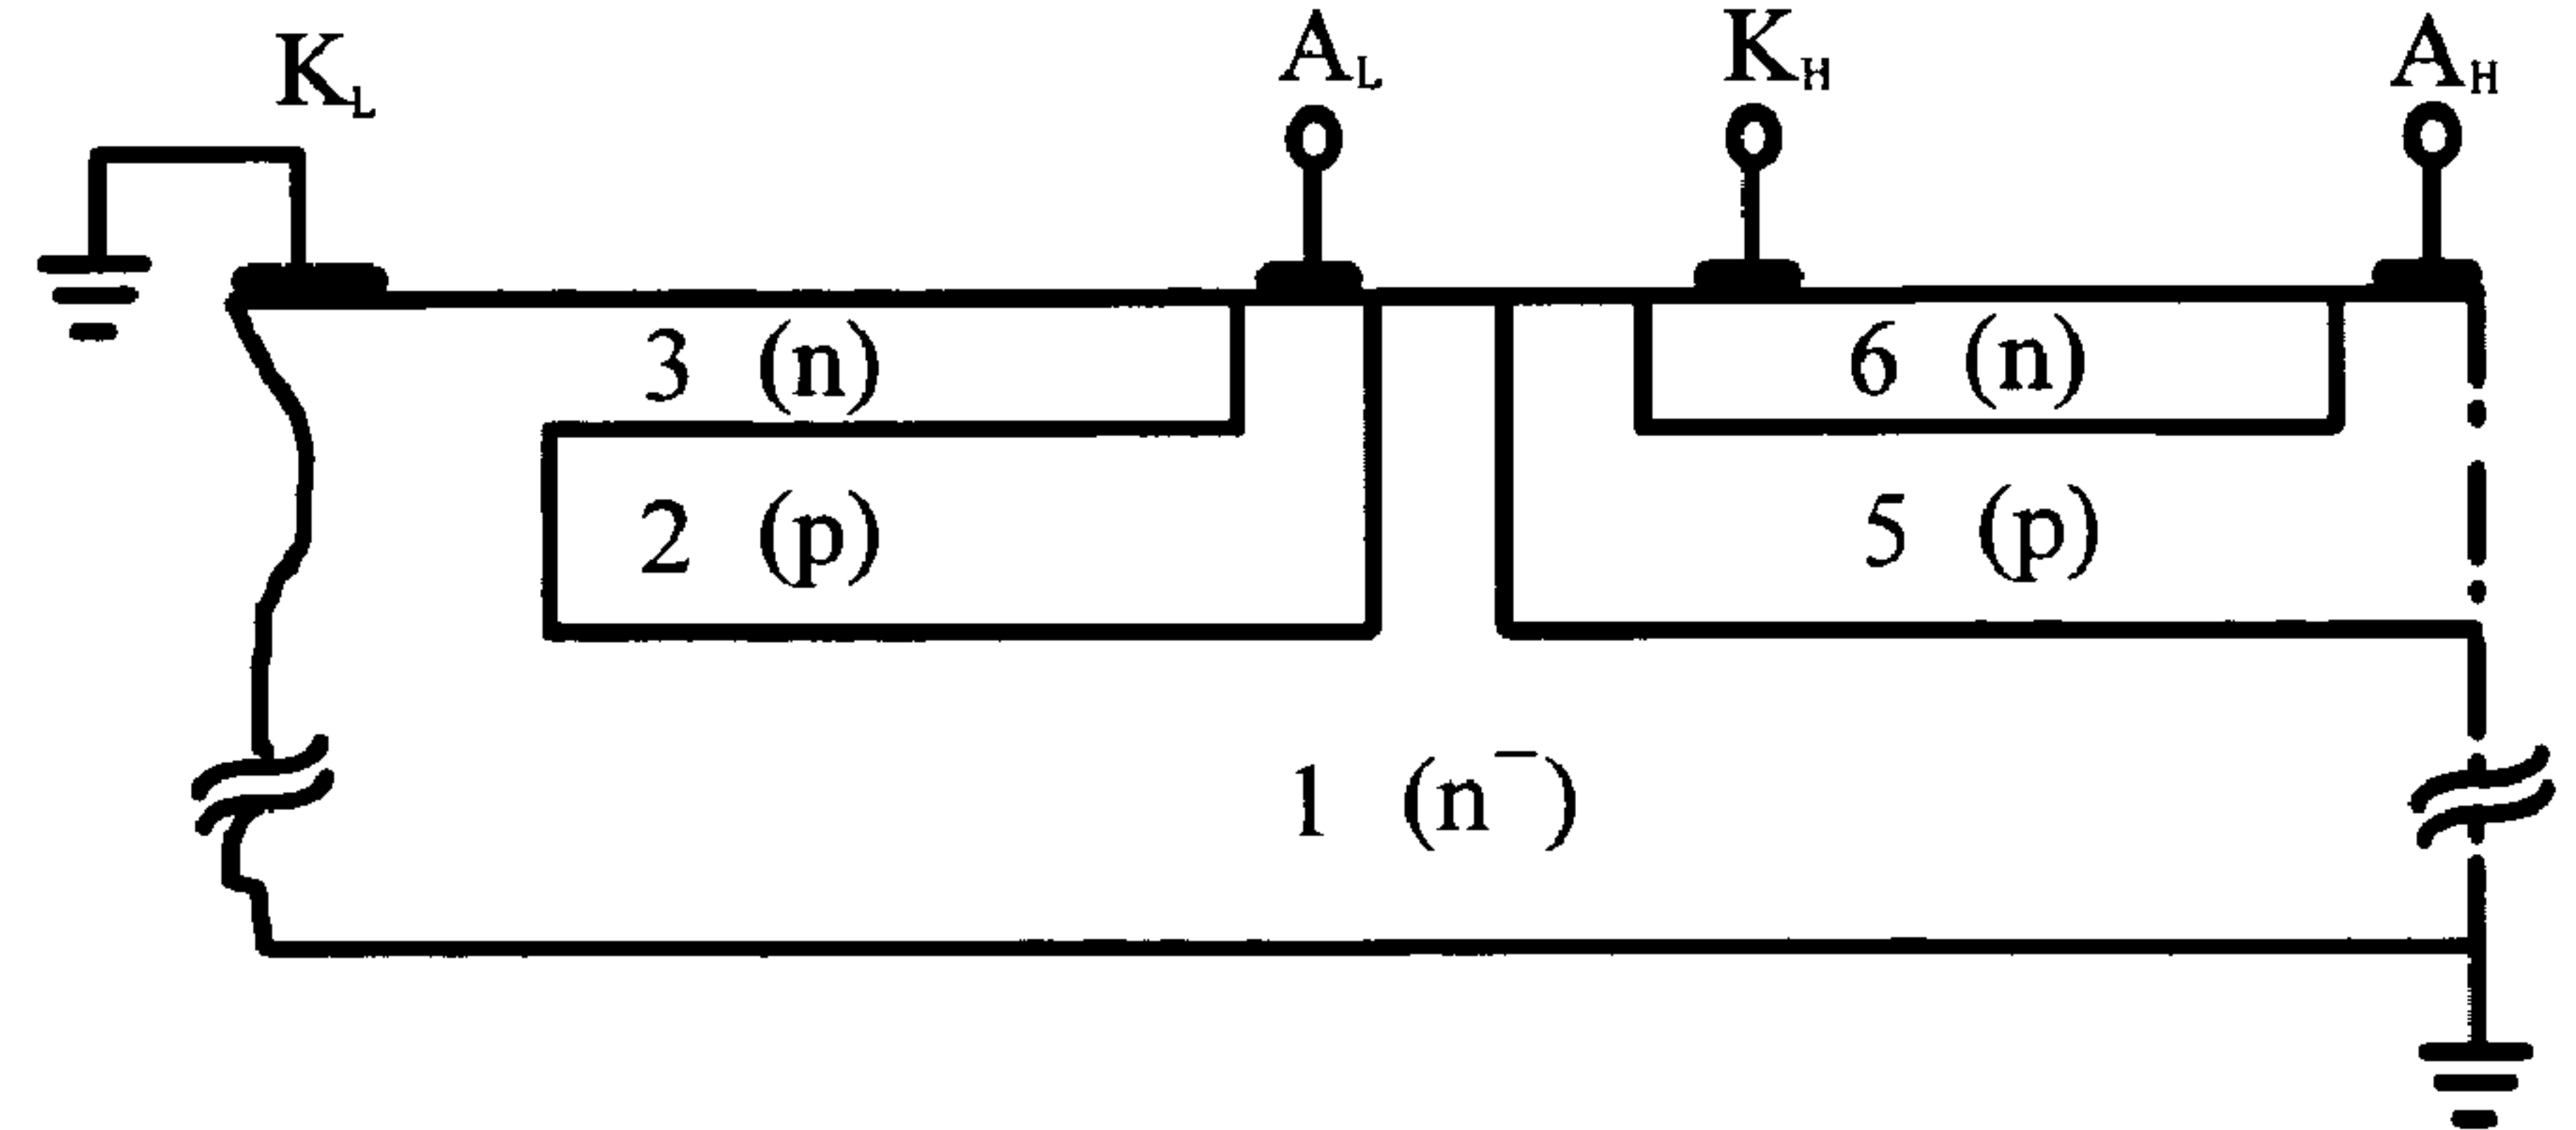 K_L A_L K_H A_H
3 (n) 6 (n)
2 (p) 5 (p)
1 (n⁻)